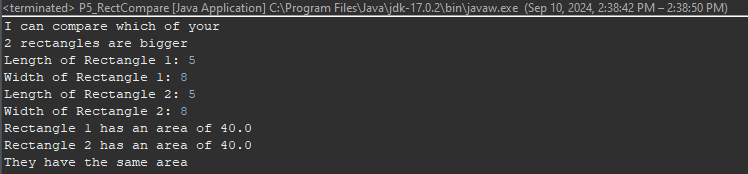 <terminated> P5_RectCompare [Java Application] C:\Program Files\Java\jdk-17.0.2\bin\javaw.exe (Sep 10, 2024, 2:38:42 PM – 2:38:50 PM)
I can compare which of your
2 rectangles are bigger
Length of Rectangle 1: 5
Width of Rectangle 1: 8
Length of Rectangle 2: 5
Width of Rectangle 2: 8
Rectangle 1 has an area of 40.0
Rectangle 2 has an area of 40.0
They have the same area